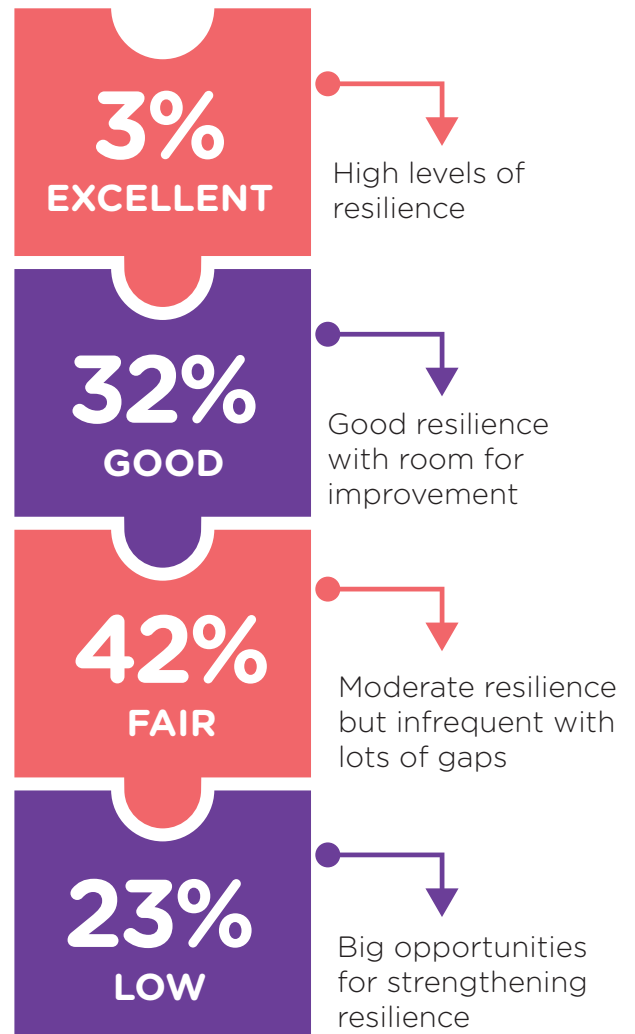 3%
EXCELLENT
High levels of
resilience
32%
GOOD
Good resilience
with room for
improvement
42%
FAIR
Moderate resilience
but infrequent with
lots of gaps
23%
LOW
Big opportunities
for strengthening
resilience